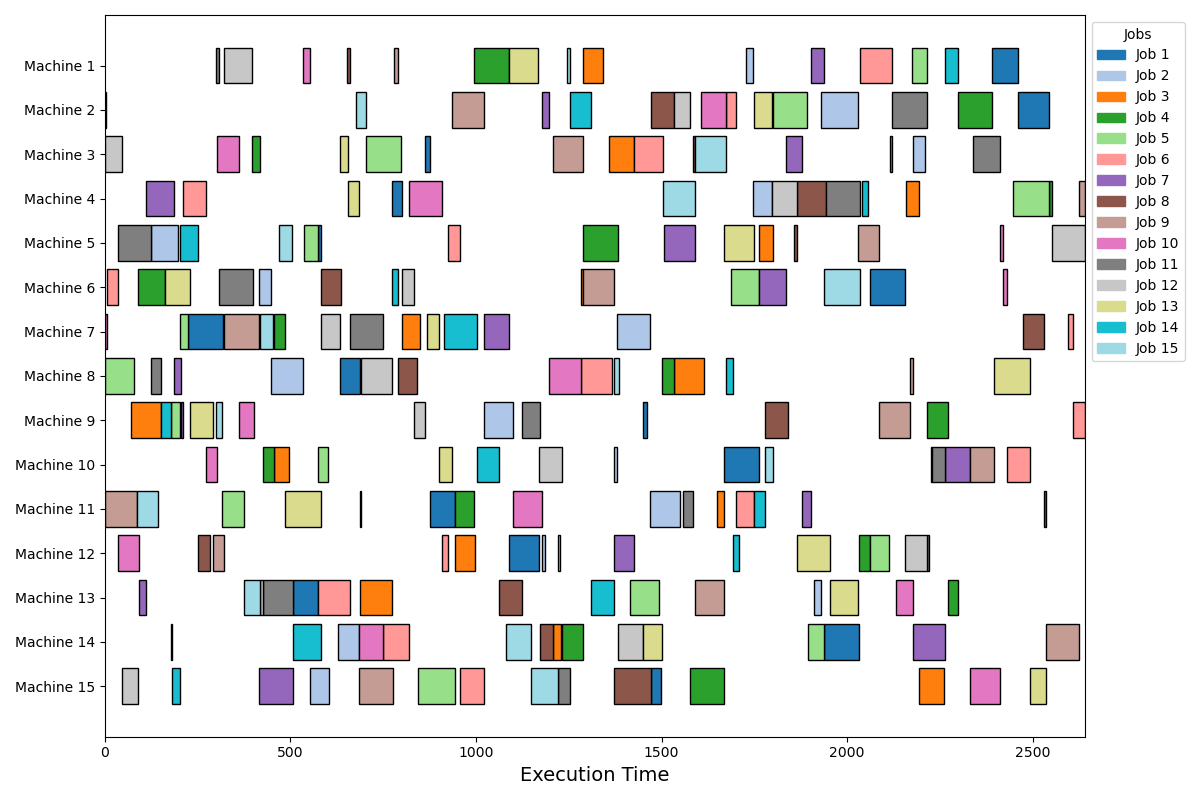 Machine 1
Machine 2
Machine 3
Machine 4
Machine 5
Machine 6
Machine 7
Machine 8
Machine 9
Machine 10
Machine 11
Machine 12
Machine 13
Machine 14
Machine 15
0 500 1000 1500 2000 2500
Execution Time
Jobs
Job 1
Job 2
Job 3
Job 4
Job 5
Job 6
Job 7
Job 8
Job 9
Job 10
Job 11
Job 12
Job 13
Job 14
Job 15